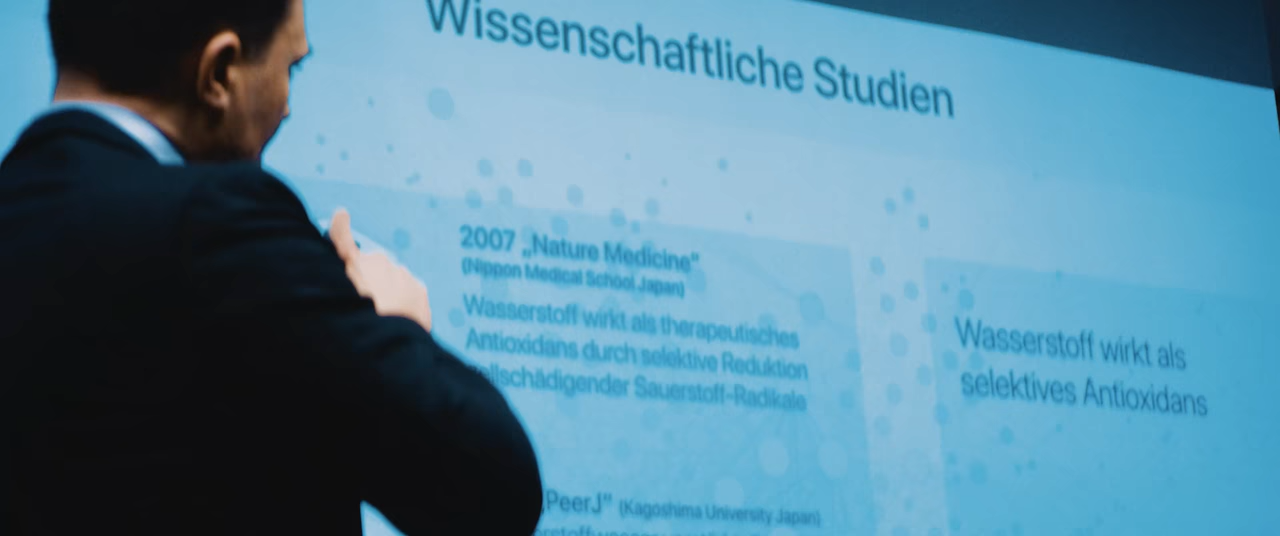 Wissenschaftliche Studien
2007 „Nature Medicine"
(Nippon Medical School Japan)
Wasserstoff wirkt als therapeutisches
Antioxidans durch selektive Reduktion
zellschädigender Sauerstoff-Radikale
Wasserstoff wirkt als
selektives Antioxidans
PeerJ" (Kagoshima University Japan)